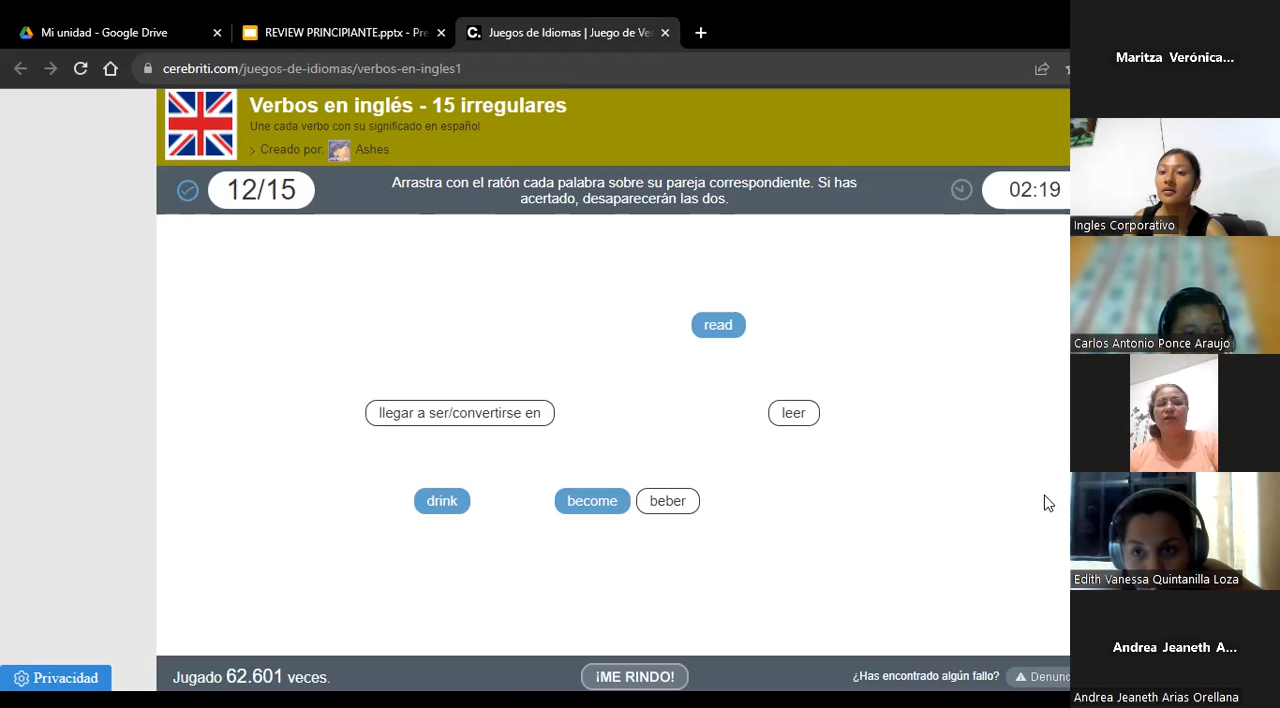 Mi unidad - Google Drive
REVIEW PRINCIPIANTE.pptx - Pre
C. Juegos de Idiomas | Juego de Ver
cerebriti.com/juegos-de-idiomas/verbos-en-ingles1
Verbos en inglés - 15 irregulares
Une cada verbo con su significado en español.
Creado por: Ashes
12/15
Arrastra con el ratón cada palabra sobre su pareja correspondiente. Si has
acertado, desaparecerán las dos.
02:19
read
llegar a ser/convertirse en
leer
drink
become
beber
Privacidad
Jugado 62.601 veces.
¡ME RINDO!
¿Has encontrado algún fallo?
Denunc
Maritza Verónica...
Ingles Corporativo
Carlos Antonio Ponce Araujo
Edith Vanessa Quintanilla Loza
Andrea Jeaneth A...
Andrea Jeaneth Arias Orellana